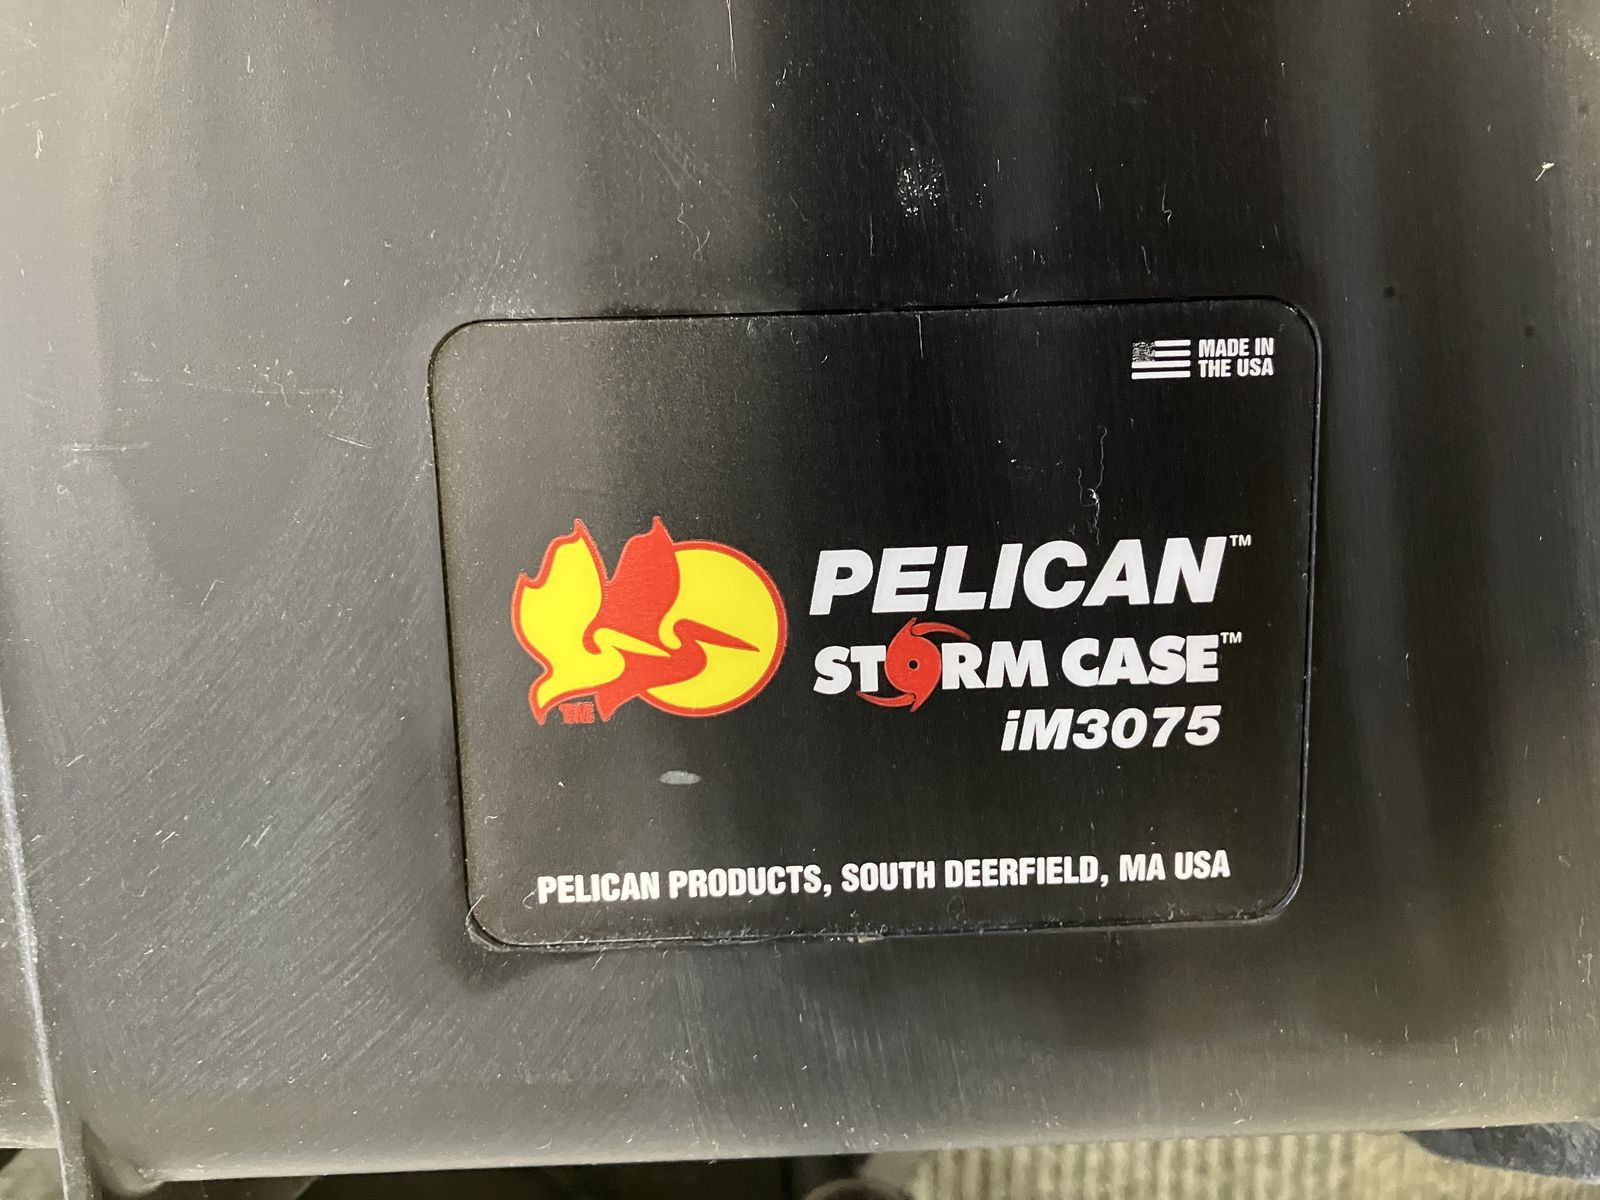 MADE IN
THE USA
PELICAN™
STORM CASE™
iM3075
PELICAN PRODUCTS, SOUTH DEERFIELD, MA USA